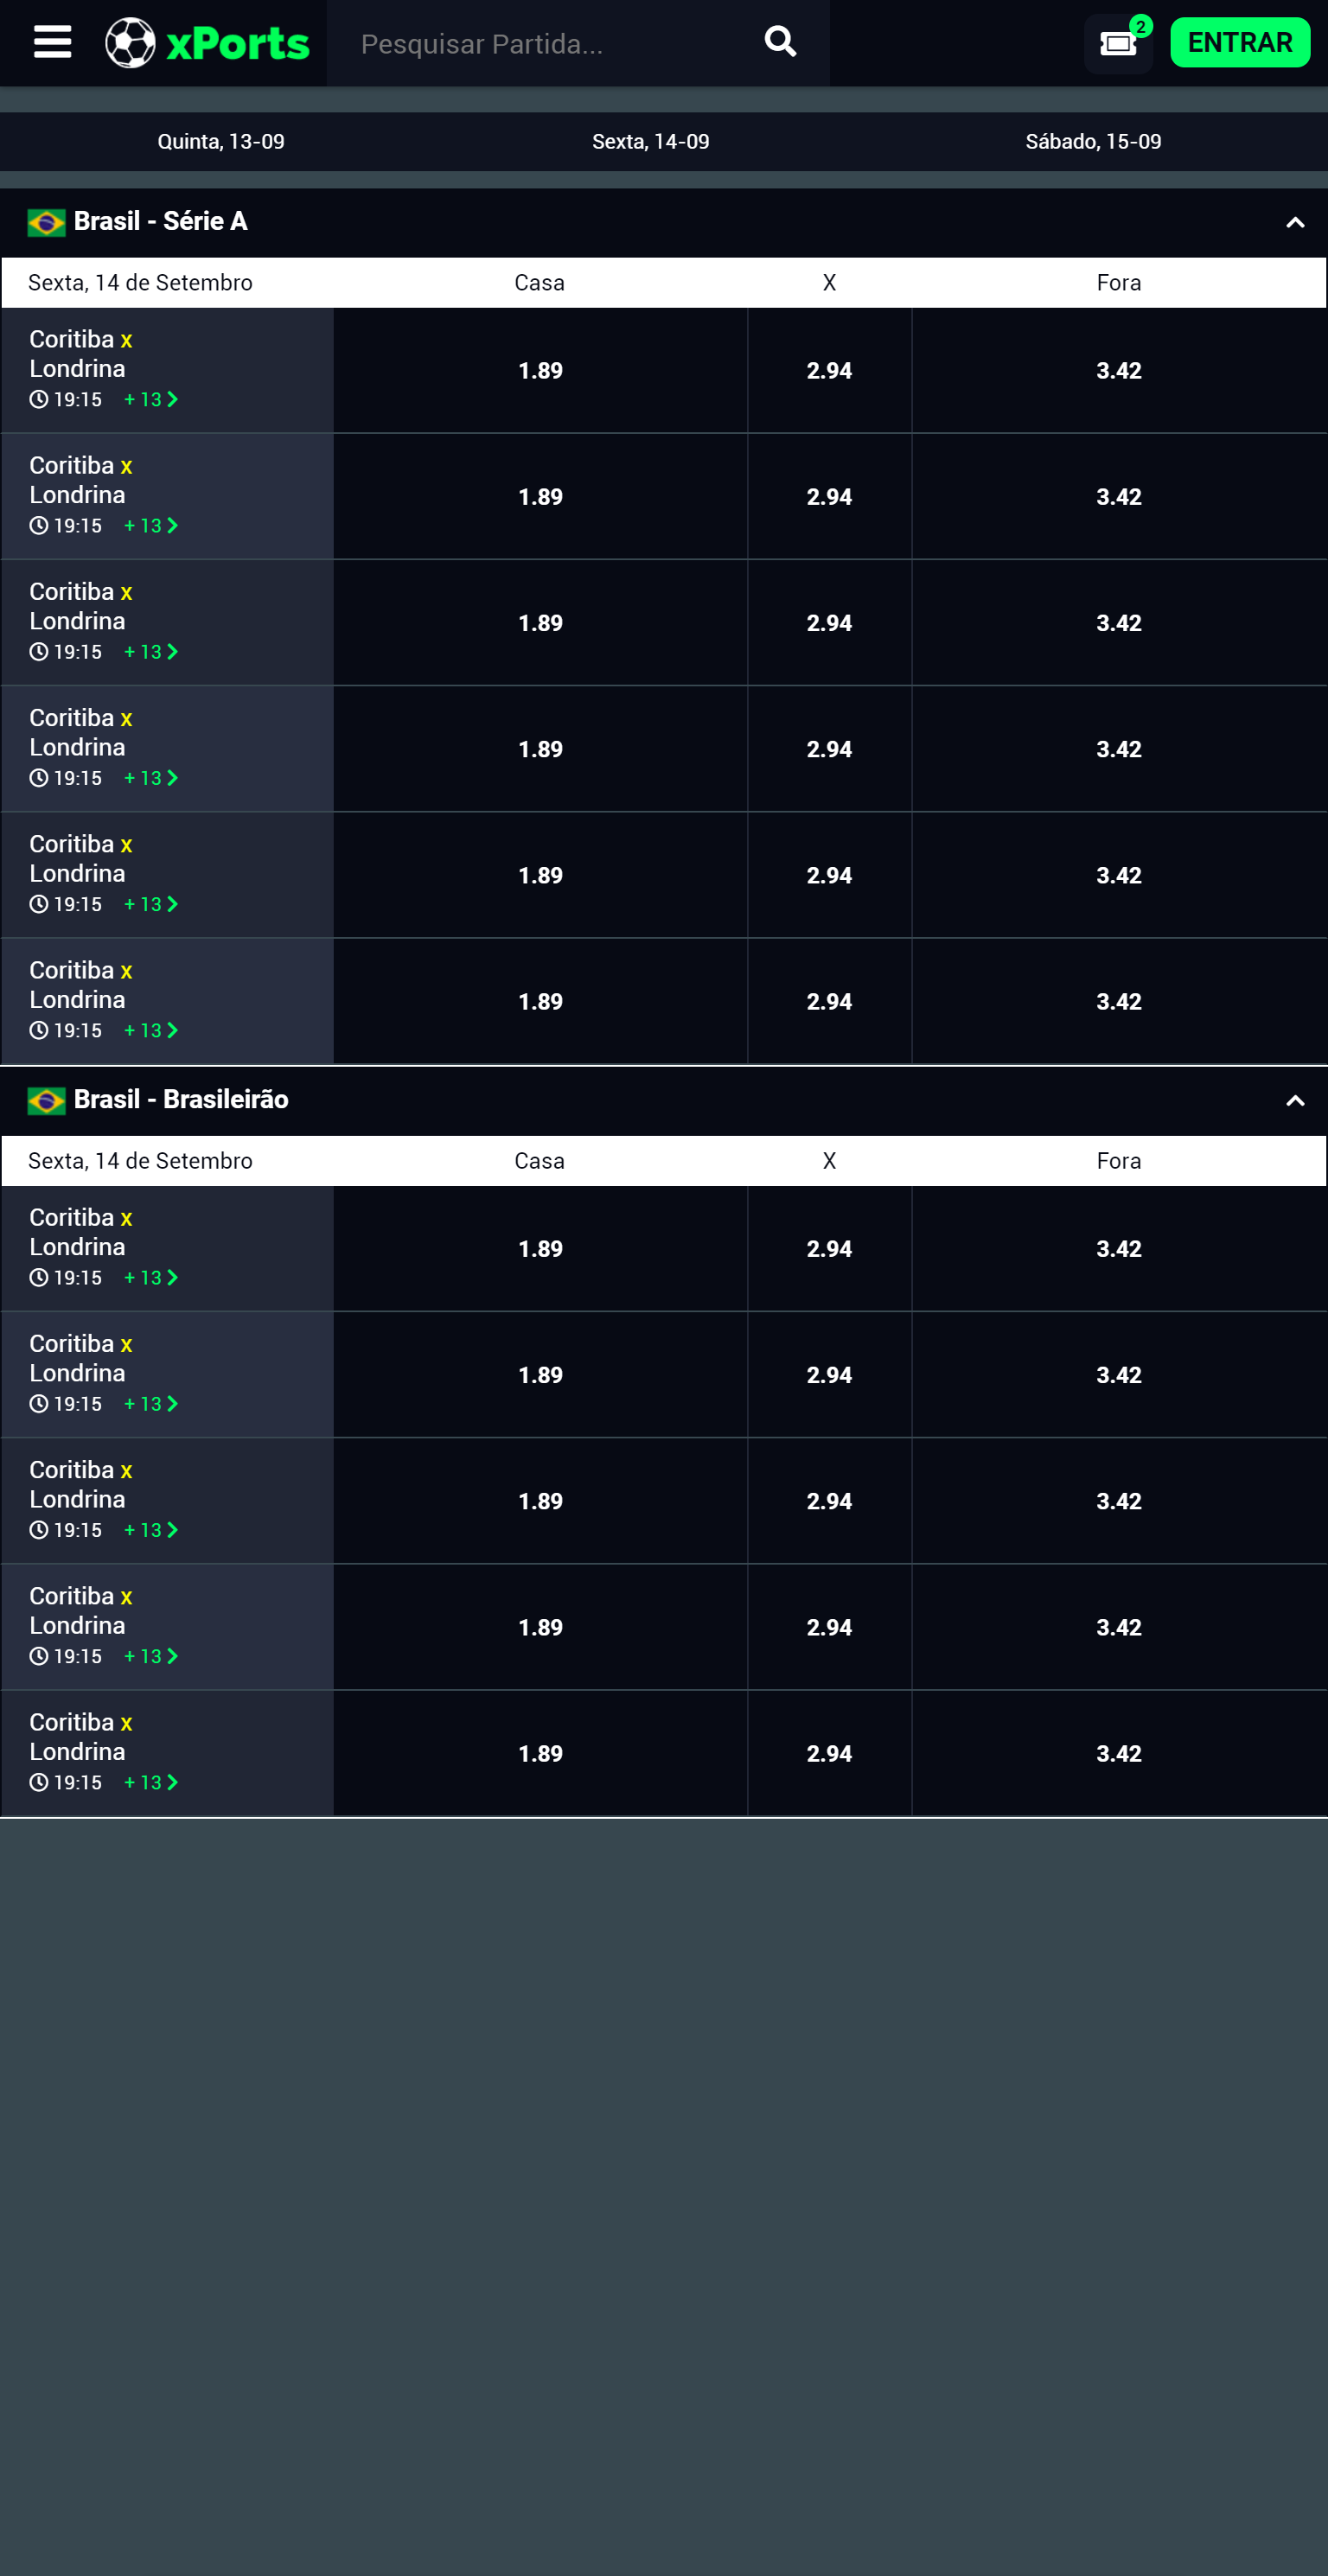 xPorts Pesquisar Partida... 2 ENTRAR
Quinta, 13-09 Sexta, 14-09 Sábado, 15-09
Brasil - Série A
Sexta, 14 de Setembro Casa X Fora
Coritiba x
Londrina
19:15 + 13
1.89 2.94 3.42
Coritiba x
Londrina
19:15 + 13
1.89 2.94 3.42
Coritiba x
Londrina
19:15 + 13
1.89 2.94 3.42
Coritiba x
Londrina
19:15 + 13
1.89 2.94 3.42
Coritiba x
Londrina
19:15 + 13
1.89 2.94 3.42
Coritiba x
Londrina
19:15 + 13
1.89 2.94 3.42
Brasil - Brasileirão
Sexta, 14 de Setembro Casa X Fora
Coritiba x
Londrina
19:15 + 13
1.89 2.94 3.42
Coritiba x
Londrina
19:15 + 13
1.89 2.94 3.42
Coritiba x
Londrina
19:15 + 13
1.89 2.94 3.42
Coritiba x
Londrina
19:15 + 13
1.89 2.94 3.42
Coritiba x
Londrina
19:15 + 13
1.89 2.94 3.42